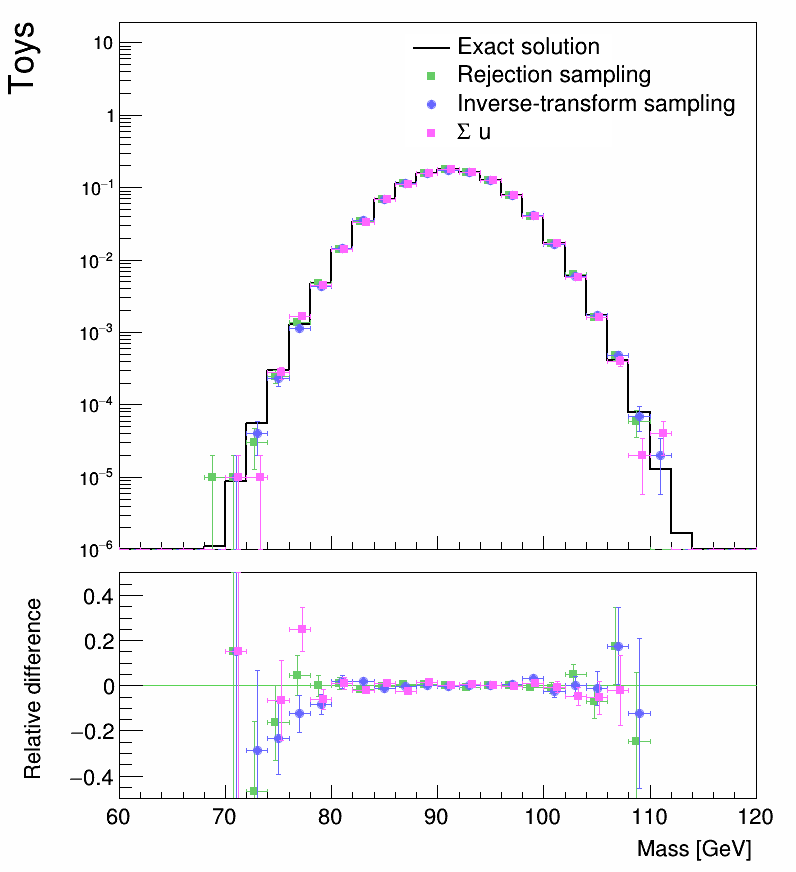 Toys
Exact solution
Rejection sampling
Inverse-transform sampling
Σ u
10
1
10⁻¹
10⁻²
10⁻³
10⁻⁴
10⁻⁵
10⁻⁶
Relative difference
0.4
0.2
0
−0.2
−0.4
60 70 80 90 100 110 120
Mass [GeV]